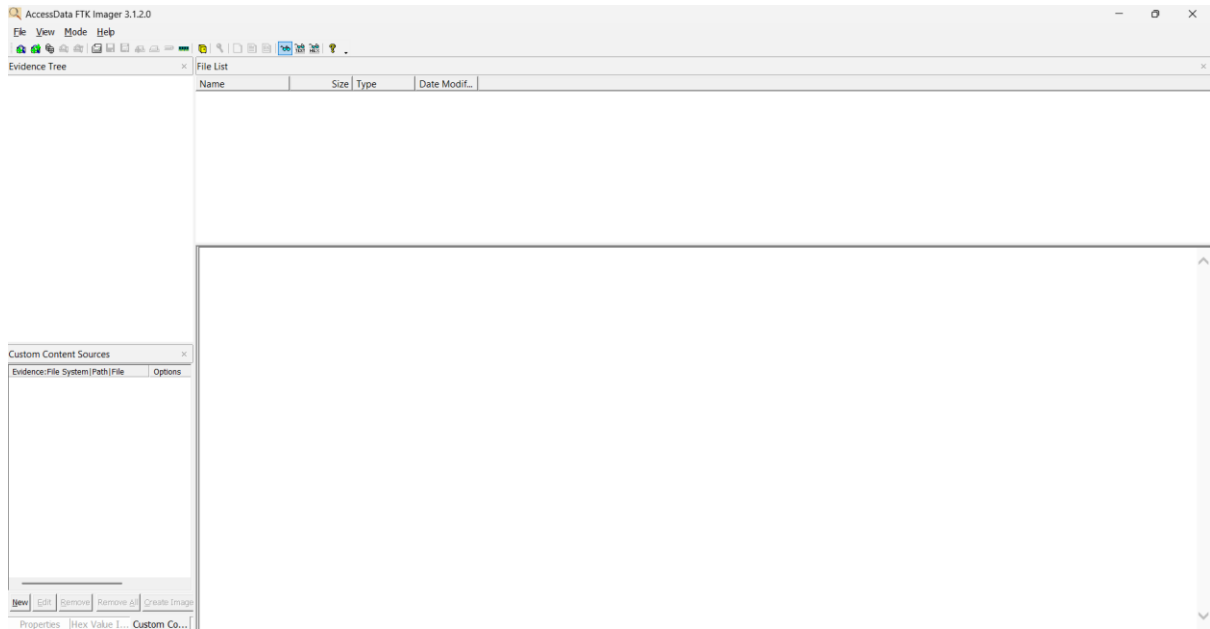 AccessData FTK Imager 3.1.2.0
File View Mode Help
Evidence Tree
File List
Name Size Type Date Modif...
Custom Content Sources
Evidence:File System|Path|File Options
New Edit Remove Remove All Create Image
Properties Hex Value I... Custom Co...